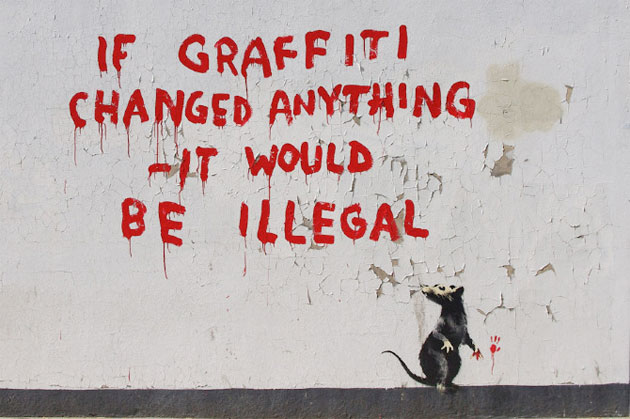 IF GRAFFITI
CHANGED ANYTHING
–IT WOULD
BE ILLEGAL